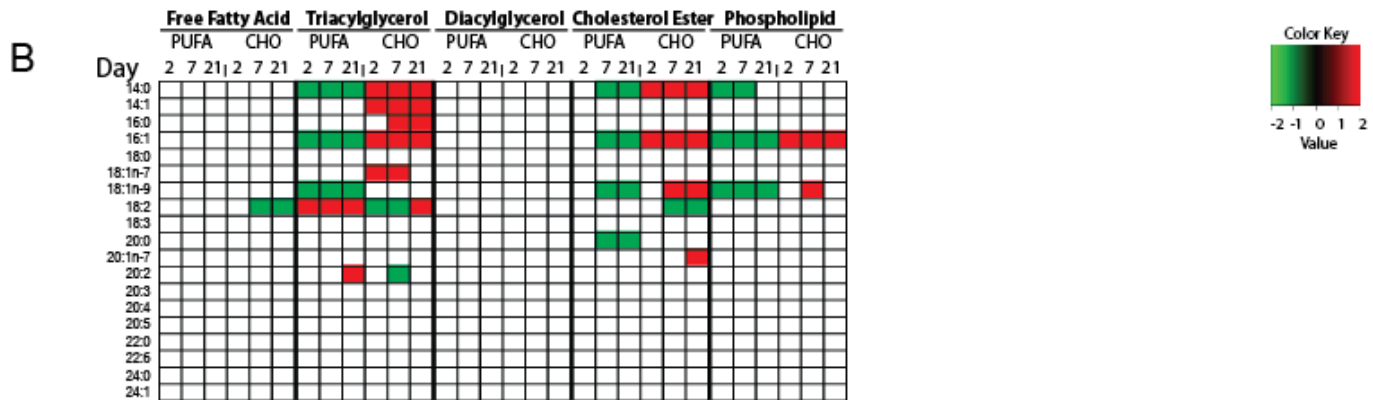 B
Free Fatty Acid Triacylglycerol Diacylglycerol Cholesterol Ester Phospholipid
PUFA CHO PUFA CHO PUFA CHO PUFA CHO PUFA CHO
Day 2 7 21 2 7 21 2 7 21 2 7 21 2 7 21 2 7 21 2 7 21 2 7 21 2 7 21 2 7 21
14:0
14:1
16:0
16:1
18:0
18:1n-7
18:1n-9
18:2
18:3
20:0
20:1n-7
20:2
20:3
20:4
20:5
22:0
22:6
24:0
24:1
Color Key
-2 -1 0 1 2
Value